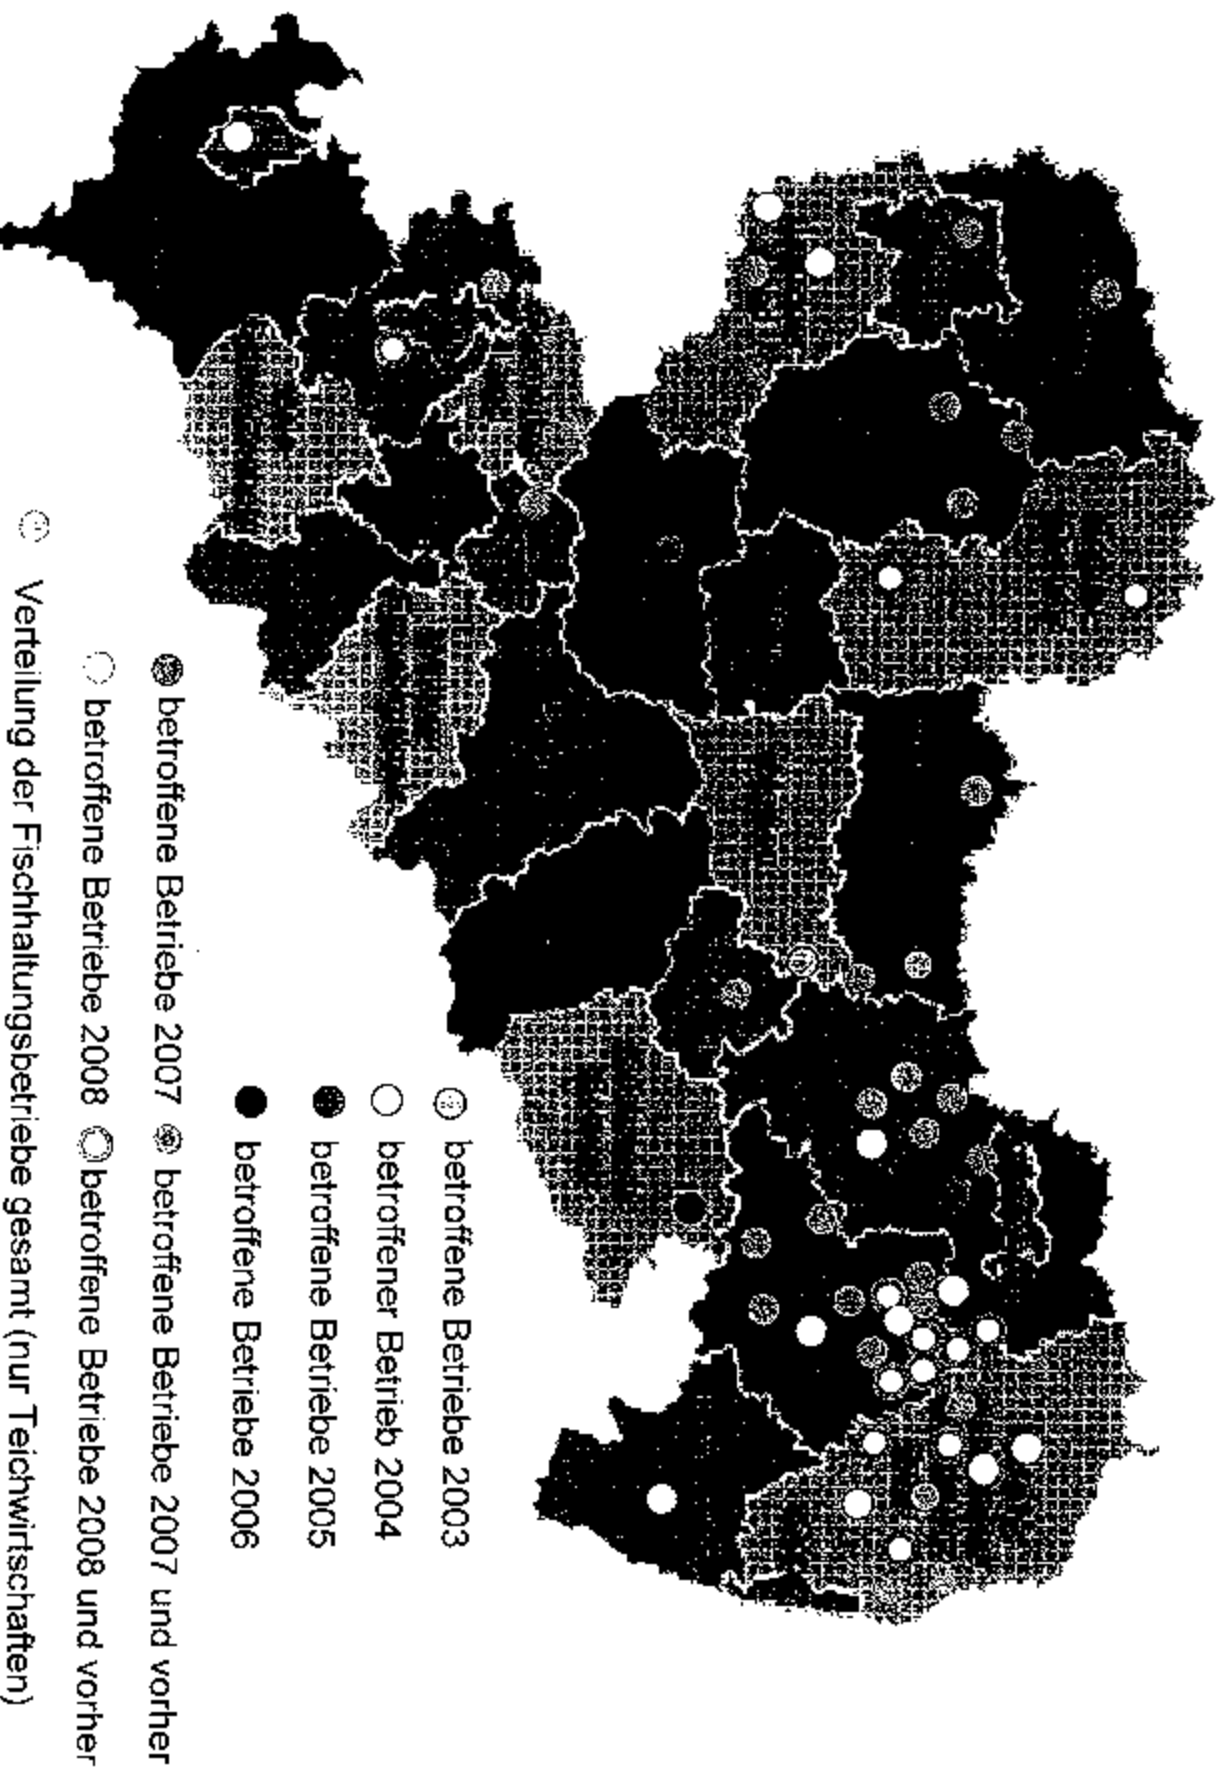 betroffene Betriebe 2003
betroffener Betrieb 2004
betroffene Betriebe 2005
betroffene Betriebe 2006
betroffene Betriebe 2007 betroffene Betriebe 2007 und vorher
betroffene Betriebe 2008 betroffene Betriebe 2008 und vorher
Verteilung der Fischhaltungsbetriebe gesamt (nur Teichwirtschaften)